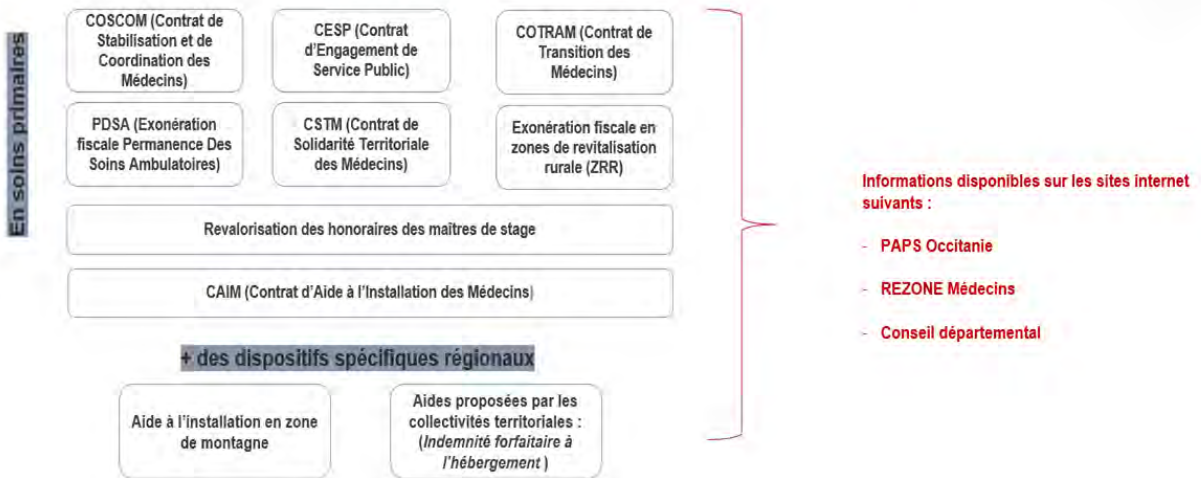 En soins primaires
COSCOM (Contrat de
Stabilisation et de
Coordination des
Médecins)
CESP (Contrat
d’Engagement de
Service Public)
COTRAM (Contrat de
Transition des
Médecins)
PDSA (Exonération
fiscale Permanence Des
Soins Ambulatoires)
CSTM (Contrat de
Solidarité Territoriale
des Médecins)
Exonération fiscale en
zones de revitalisation
rurale (ZRR)
Revalorisation des honoraires des maîtres de stage
CAIM (Contrat d’Aide à l’Installation des Médecins)
+ des dispositifs spécifiques régionaux
Aide à l’installation en zone
de montagne
Aides proposées par les
collectivités territoriales :
(Indemnité forfaitaire à
l’hébergement )
Informations disponibles sur les sites internet
suivants :
- PAPS Occitanie
- REZONE Médecins
- Conseil départemental